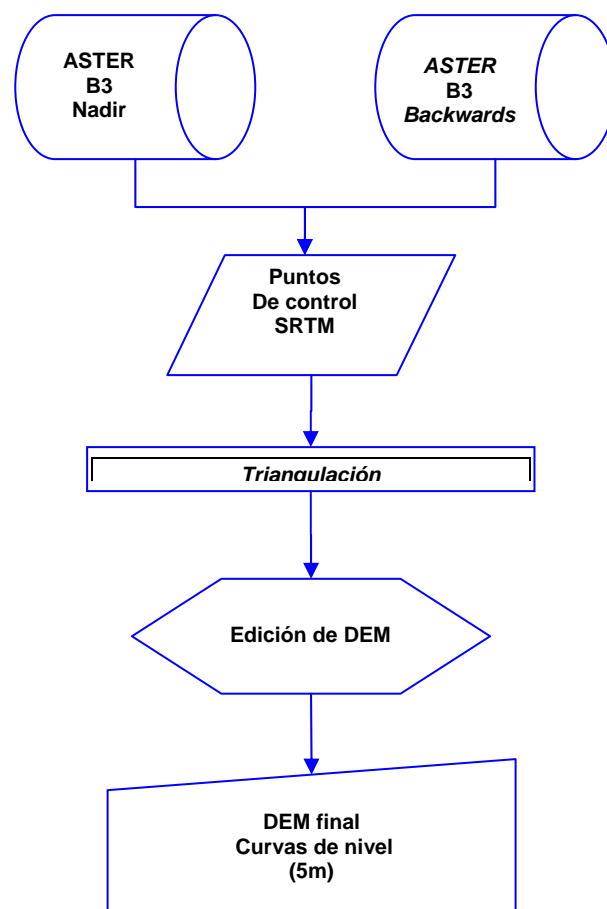 ASTER
B3
Nadir
ASTER
B3
Backwards
Puntos
De control
SRTM
Triangulación
Edición de DEM
DEM final
Curvas de nivel
(5m)